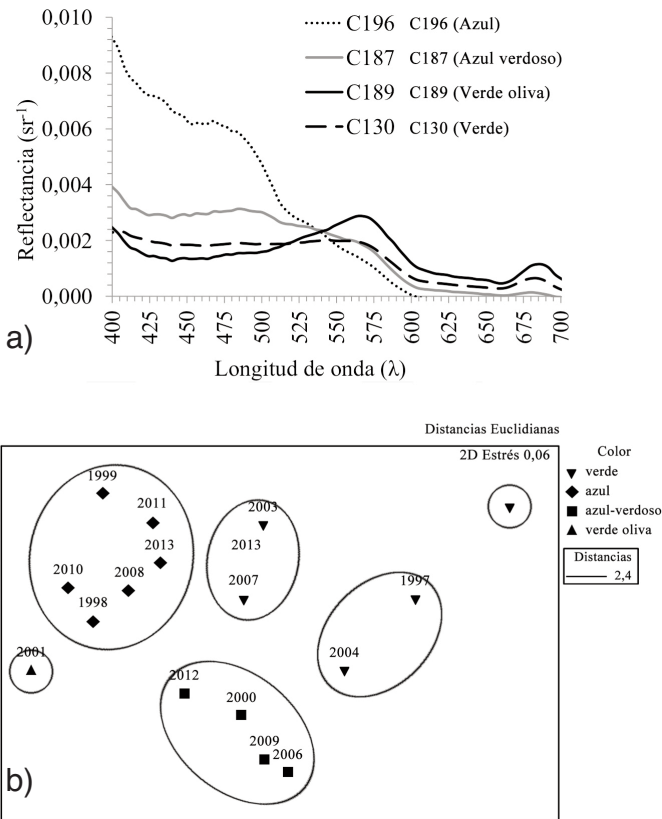 0,010
0,008
0,006
0,004
0,002
0,000
Reflectancia (sr-1)
C196 C196 (Azul)
C187 C187 (Azul verdoso)
C189 C189 (Verde oliva)
C130 C130 (Verde)
400 425 450 475 500 525 550 575 600 625 650 675 700
Longitud de onda (λ)
a)
Distancias Euclidianas
2D Estrés 0,06
Color
verde
azul
azul-verdoso
verde oliva
Distancias
2,4
1999
2011
2010
2008
2013
1998
2003
2013
2007
1997
2004
2001
2012
2000
2009
2006
b)